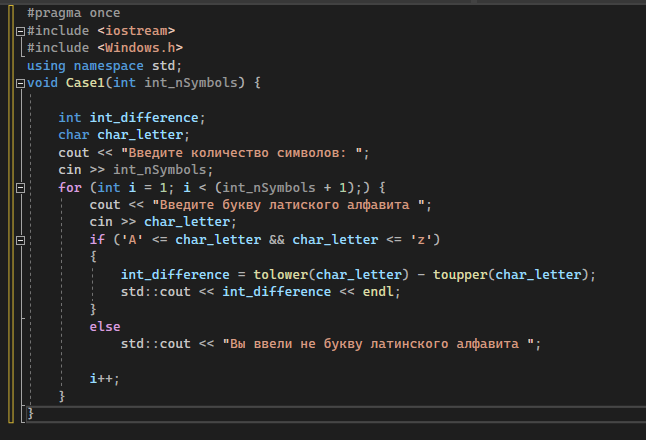 #pragma once
#include <iostream>
#include <Windows.h>
using namespace std;
void Case1(int int_nSymbols) {
int int_difference;
char char_letter;
cout << "Введите количество символов: ";
cin >> int_nSymbols;
for (int i = 1; i < (int_nSymbols + 1);) {
cout << "Введите букву латиского алфавита ";
cin >> char_letter;
if ('A' <= char_letter && char_letter <= 'z')
{
int_difference = tolower(char_letter) - toupper(char_letter);
std::cout << int_difference << endl;
}
else
std::cout << "Вы ввели не букву латинского алфавита ";
i++;
}
}